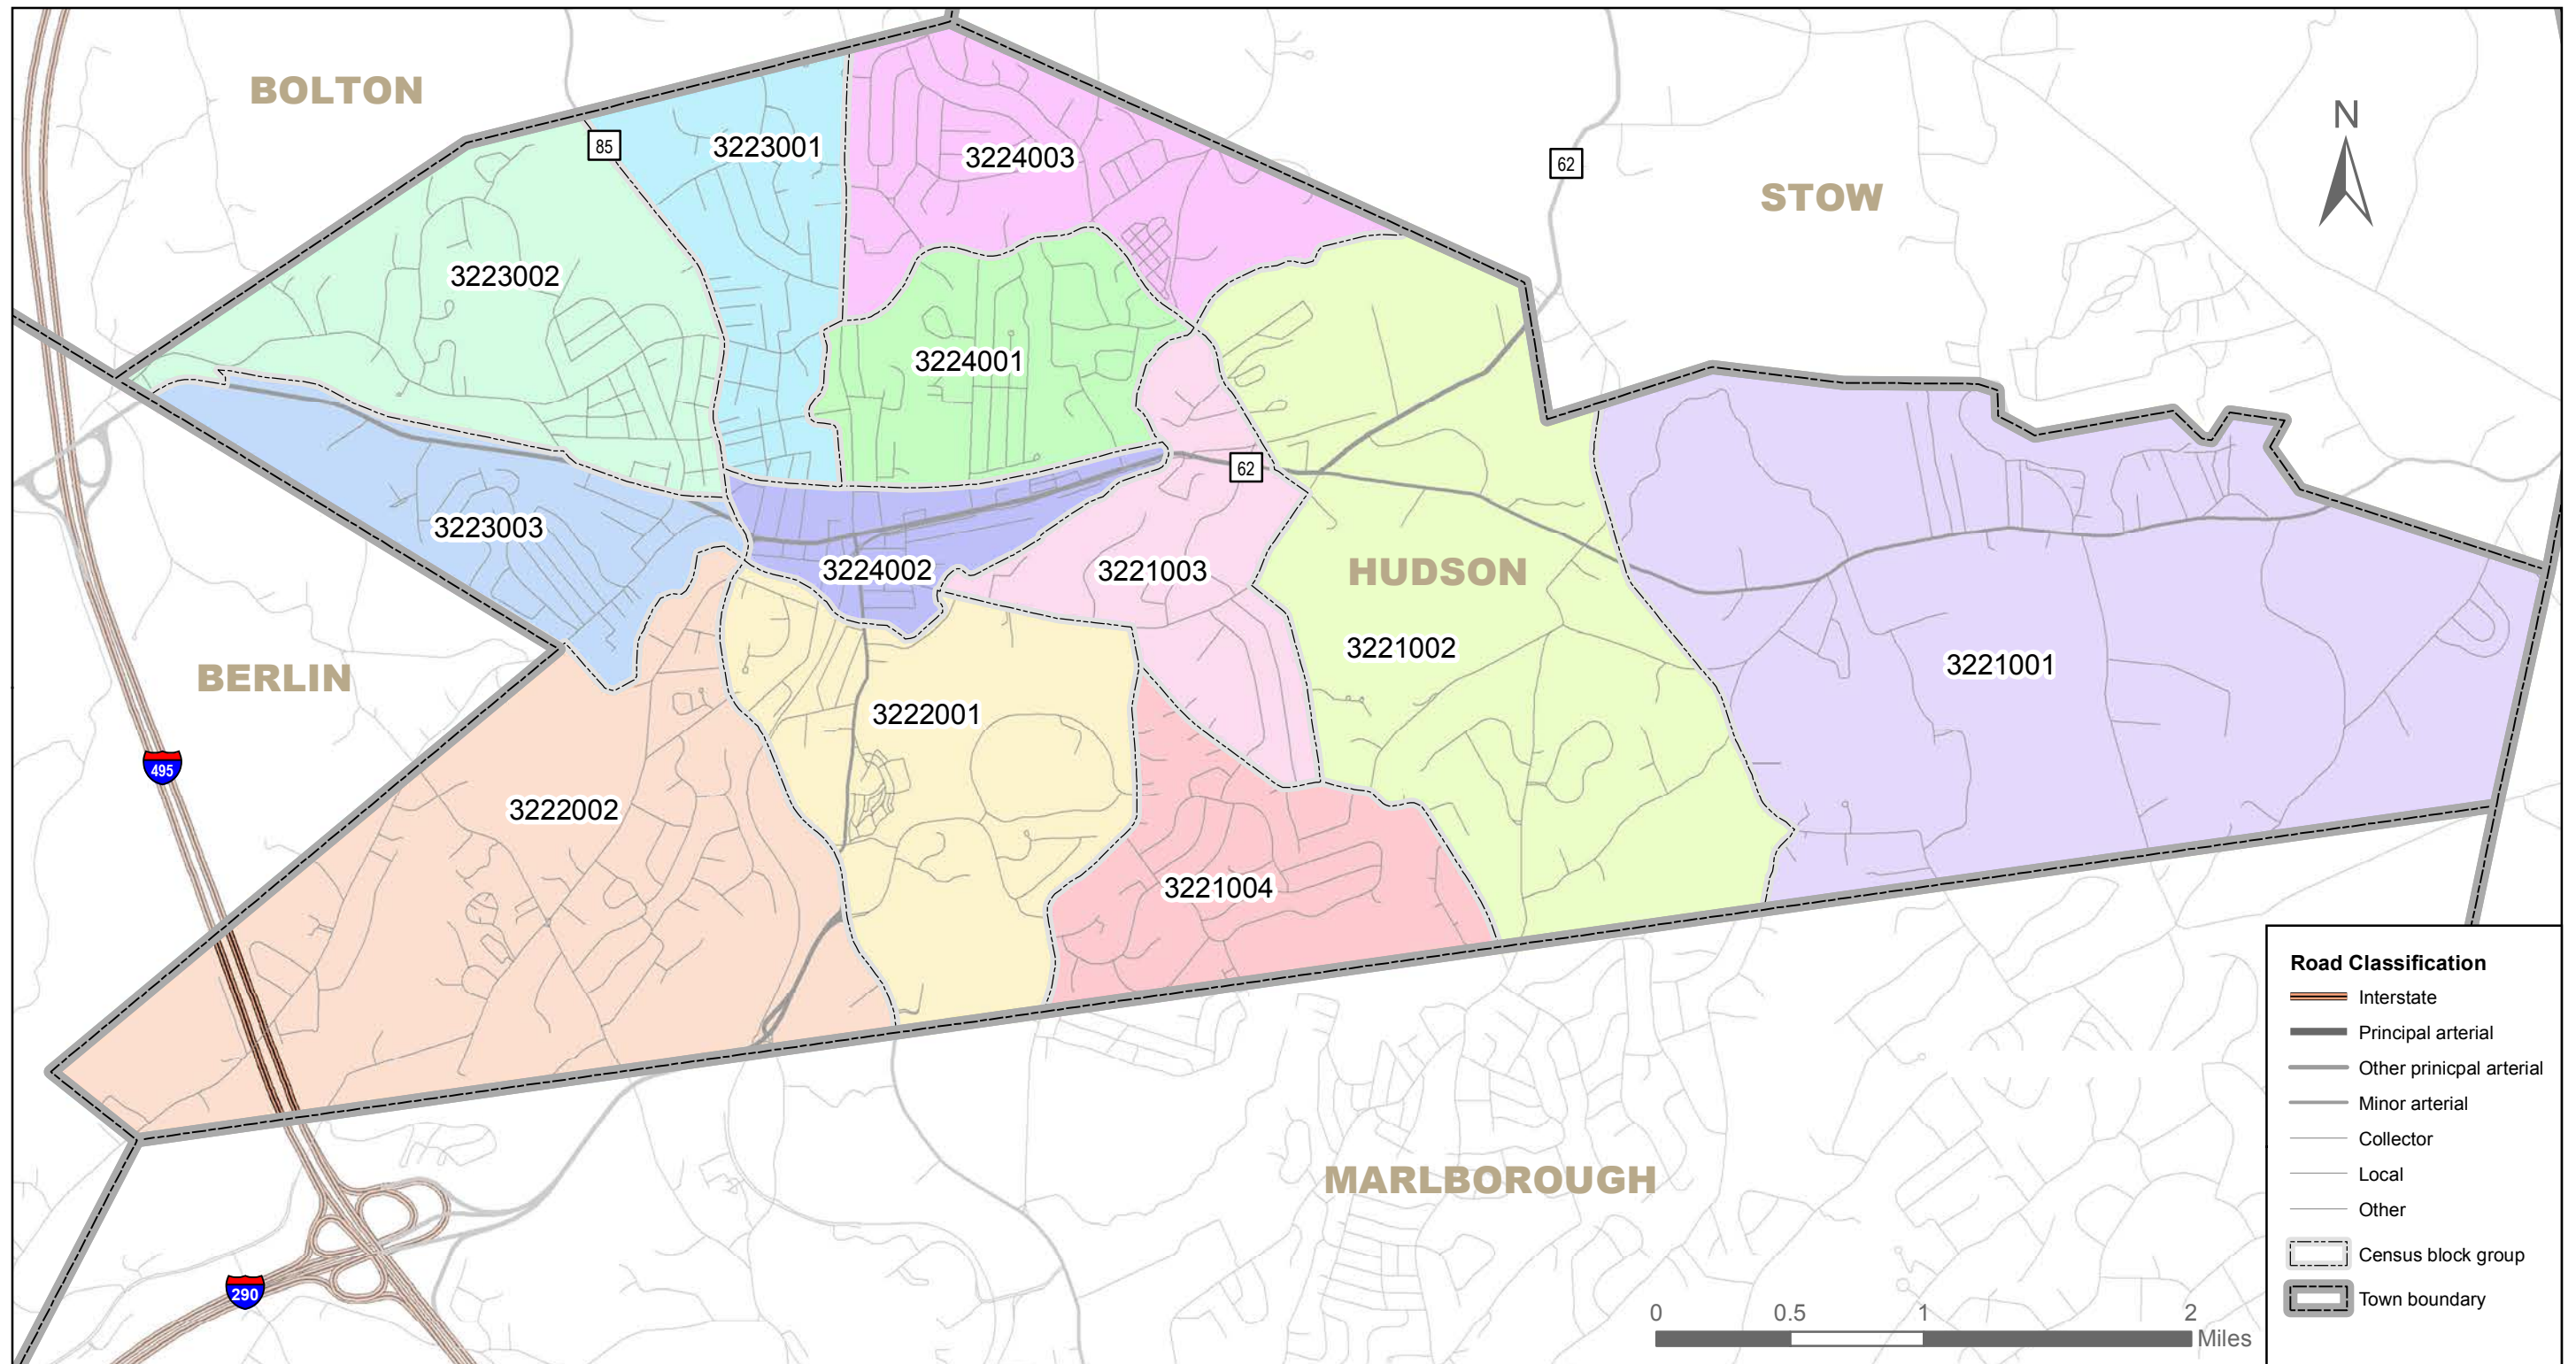 BOLTON
85
3223001
3224003
62
STOW
N
3223002
3224001
62
3223003
3224002
3221003
HUDSON
3221002
3221001
BERLIN
3222001
495
3222002
3221004
MARLBOROUGH
290
Road Classification
Interstate
Principal arterial
Other prinicpal arterial
Minor arterial
Collector
Local
Other
Census block group
Town boundary
0 0.5 1 2
Miles